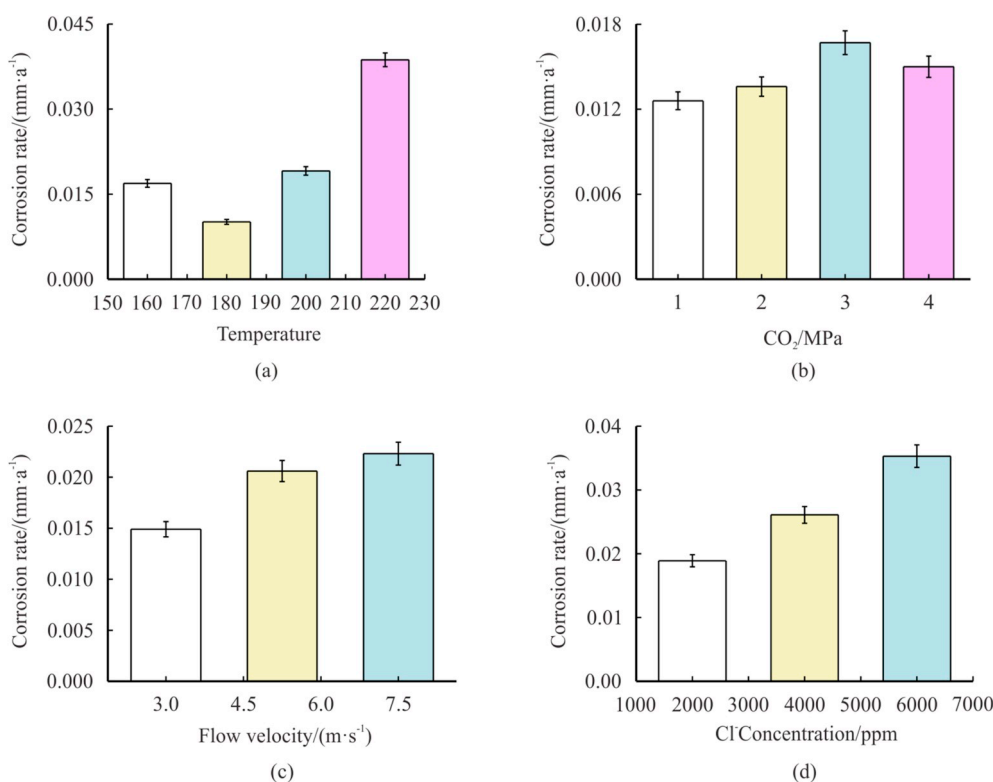 Corrosion rate/(mm·a⁻¹)
0.045
0.030
0.015
0.000
150 160 170 180 190 200 210 220 230
Temperature
(a)
Corrosion rate/(mm·a⁻¹)
0.018
0.012
0.006
0.000
1 2 3 4
CO₂/MPa
(b)
Corrosion rate/(mm·a⁻¹)
0.025
0.020
0.015
0.010
0.005
0.000
3.0 4.5 6.0 7.5
Flow velocity/(m·s⁻¹)
(c)
Corrosion rate/(mm·a⁻¹)
0.04
0.03
0.02
0.01
0.00
1000 2000 3000 4000 5000 6000 7000
Cl⁻Concentration/ppm
(d)